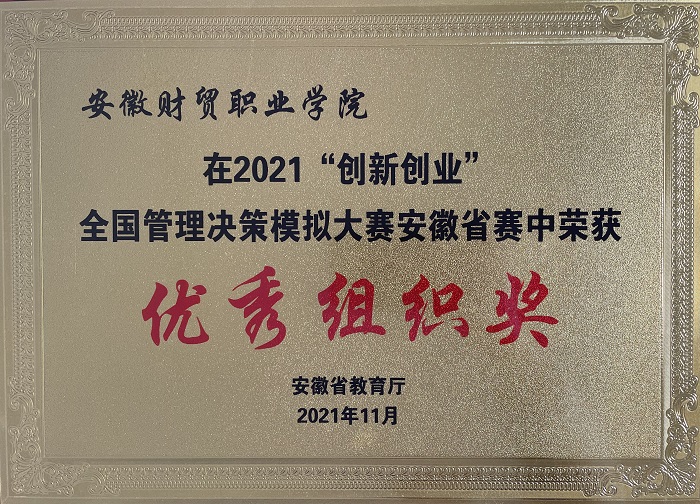 安徽财贸职业学院
在2021“创新创业”
全国管理决策模拟大赛安徽省赛中荣获
优秀组织奖
安徽省教育厅
2021年11月